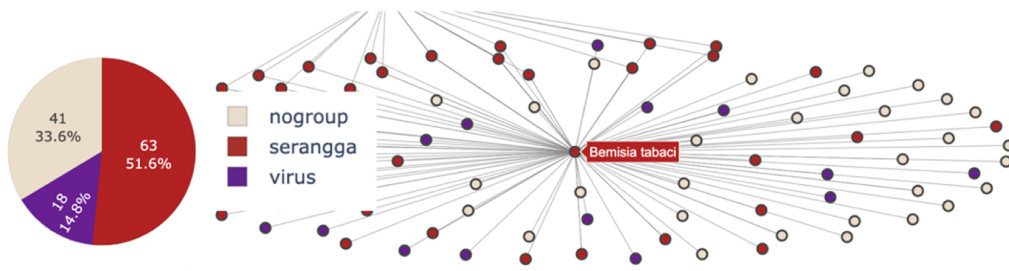 41
33.6%
63
51.6%
18
14.8%
nogroup
serangga
virus
Bemisia tabaci